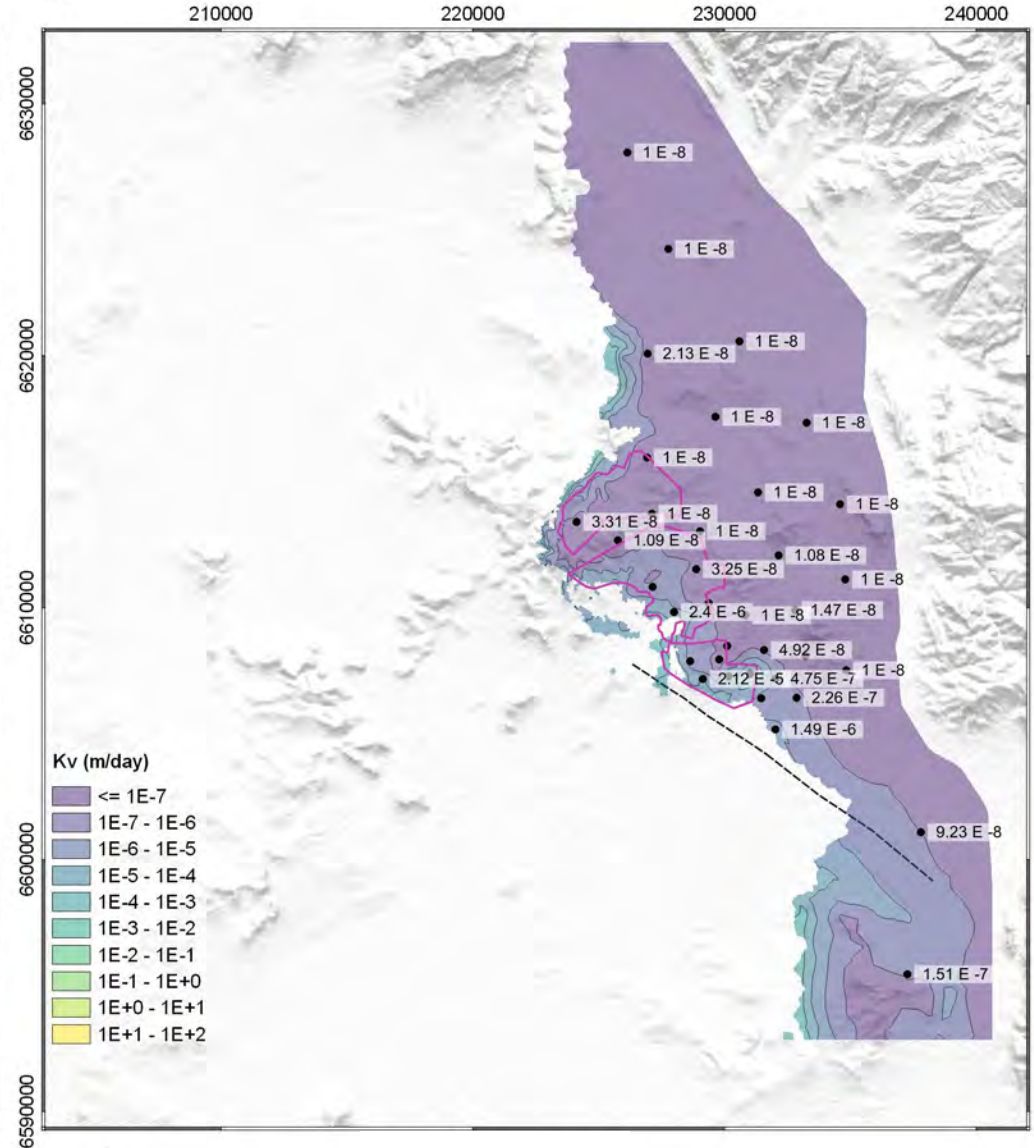 210000
220000
230000
240000
6630000
6620000
6610000
6600000
6590000
1 E -8
1 E -8
1 E -8
2.13 E -8
1 E -8
1 E -8
1 E -8
1 E -8
1 E -8
1 E -8
3.31 E -8
1 E -8
1.09 E -8
1.08 E -8
3.25 E -8
1 E -8
2.4 E -6
1 E -8
1.47 E -8
4.92 E -8
1 E -8
2.12 E -5
4.75 E -7
2.26 E -7
1.49 E -6
9.23 E -8
1.51 E -7
Kv (m/day)
<= 1E-7
1E-7 - 1E-6
1E-6 - 1E-5
1E-5 - 1E-4
1E-4 - 1E-3
1E-3 - 1E-2
1E-2 - 1E-1
1E-1 - 1E+0
1E+0 - 1E+1
1E+1 - 1E+2